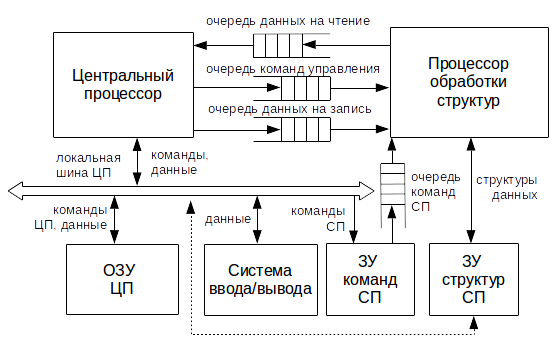 очередь данных на чтение
Центральный
процессор
очередь команд управления
очередь данных на запись
Процессор
обработки
структур
локальная
шина ЦП
команды,
данные
очередь
команд
СП
структуры
данных
команды
ЦП, данные
данные
команды
СП
ОЗУ
ЦП
Система
ввода/вывода
ЗУ
команд
СП
ЗУ
структур
СП